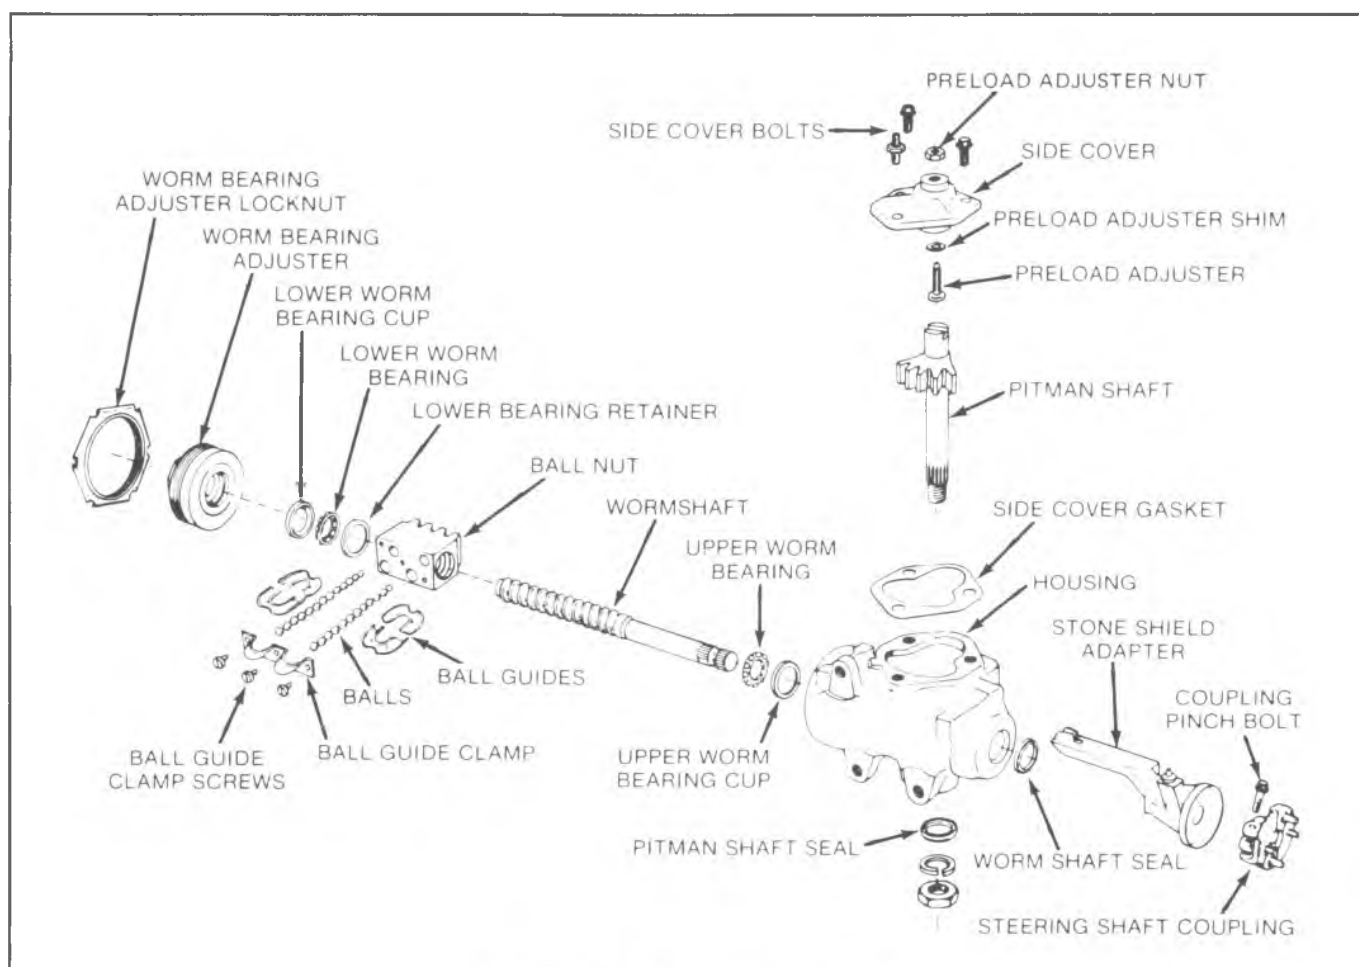 PRELOAD ADJUSTER NUT
SIDE COVER BOLTS
SIDE COVER
WORM BEARING
ADJUSTER LOCKNUT
PRELOAD ADJUSTER SHIM
WORM BEARING
ADJUSTER
PRELOAD ADJUSTER
LOWER WORM
BEARING CUP
LOWER WORM
BEARING
PITMAN SHAFT
LOWER BEARING RETAINER
BALL NUT
WORMSHAFT
SIDE COVER GASKET
UPPER WORM
BEARING
HOUSING
STONE SHIELD
ADAPTER
BALL GUIDES
BALLS
COUPLING
PINCH BOLT
BALL GUIDE
CLAMP SCREWS
BALL GUIDE CLAMP
UPPER WORM
BEARING CUP
PITMAN SHAFT SEAL
WORM SHAFT SEAL
STEERING SHAFT COUPLING